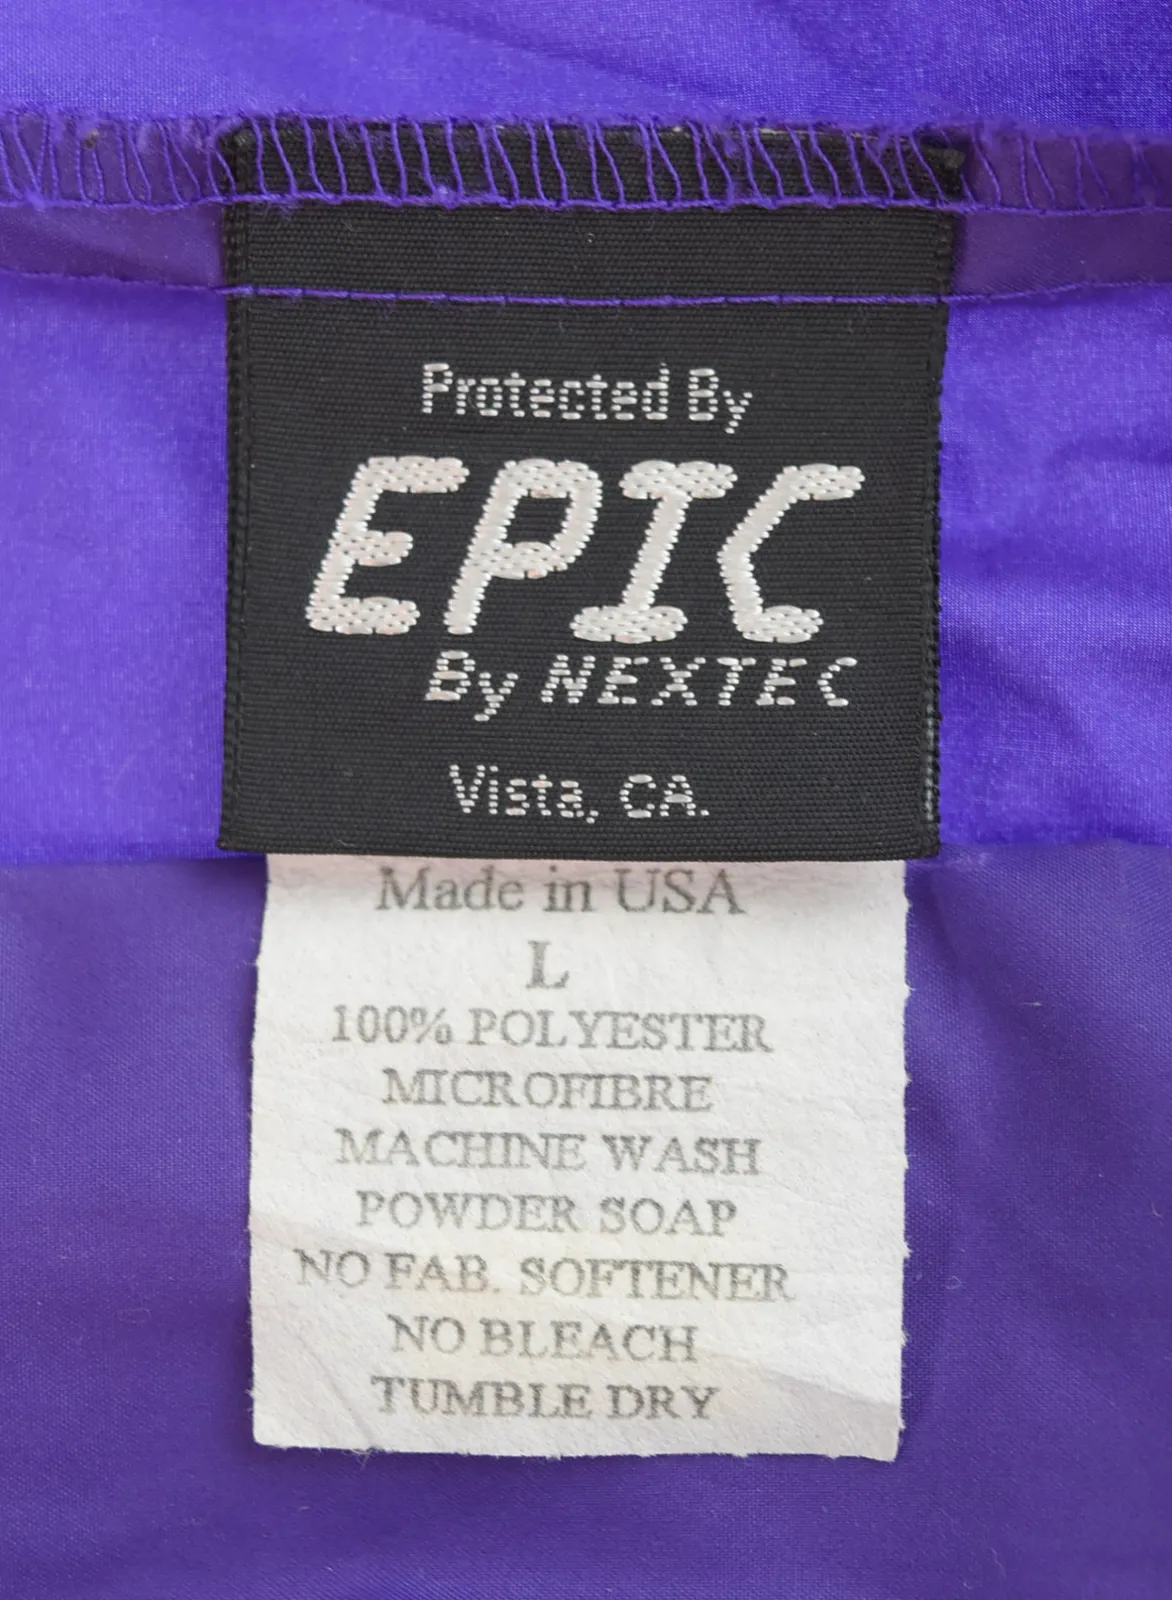 Protected By
EPIC
By NEXTEC
Vista, CA.
Made in USA
L
100% POLYESTER
MICROFIBRE
MACHINE WASH
POWDER SOAP
NO FAB. SOFTENER
NO BLEACH
TUMBLE DRY